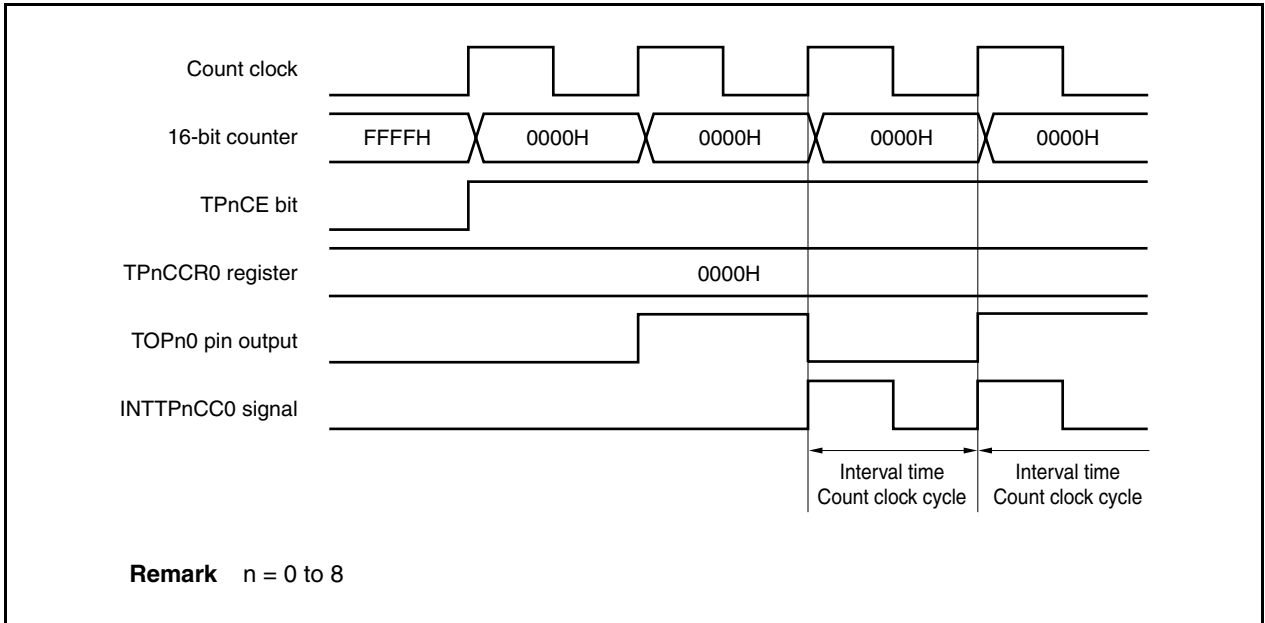 Count clock
16-bit counter FFFFH 0000H 0000H 0000H 0000H
TPnCE bit
TPnCCR0 register 0000H
TOPn0 pin output
INTTPnCC0 signal
Interval time Interval time
Count clock cycle Count clock cycle
Remark n = 0 to 8